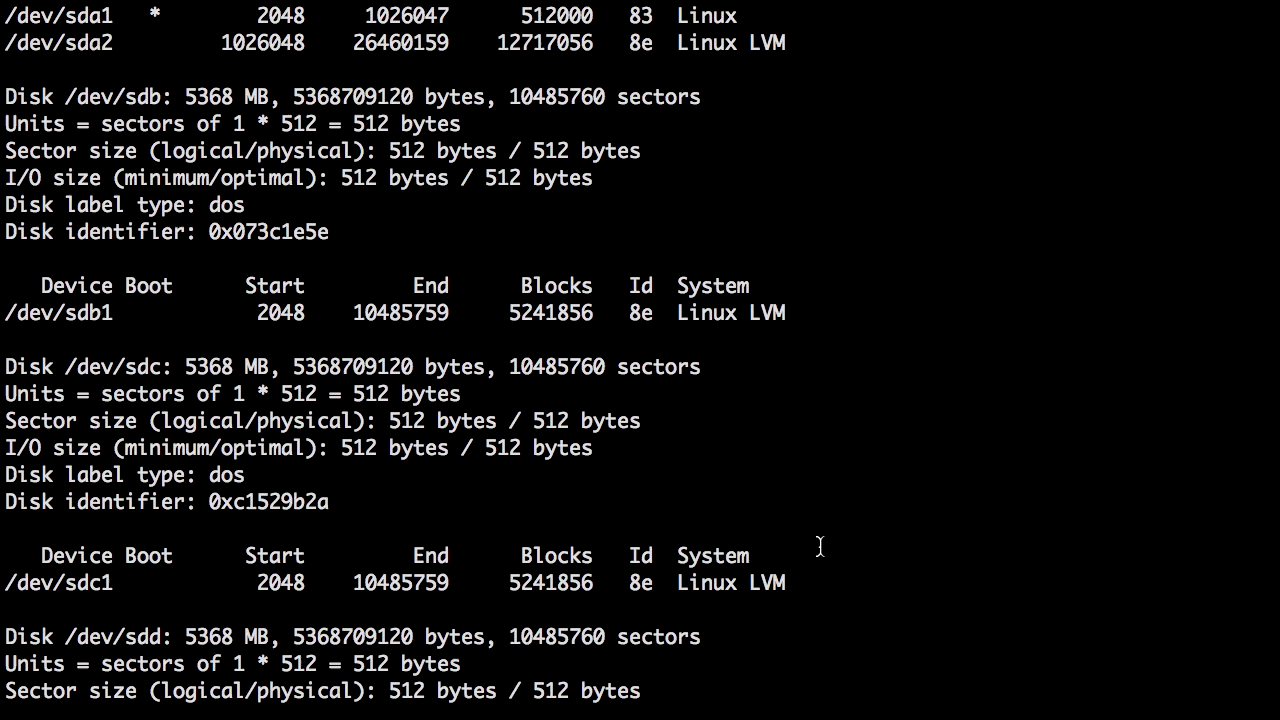 /dev/sda1   *        2048     1026047      512000   83  Linux
/dev/sda2         1026048    26460159    12717056   8e  Linux LVM

Disk /dev/sdb: 5368 MB, 5368709120 bytes, 10485760 sectors
Units = sectors of 1 * 512 = 512 bytes
Sector size (logical/physical): 512 bytes / 512 bytes
I/O size (minimum/optimal): 512 bytes / 512 bytes
Disk label type: dos
Disk identifier: 0x073c1e5e

   Device Boot      Start         End      Blocks   Id  System
/dev/sdb1            2048    10485759     5241856   8e  Linux LVM

Disk /dev/sdc: 5368 MB, 5368709120 bytes, 10485760 sectors
Units = sectors of 1 * 512 = 512 bytes
Sector size (logical/physical): 512 bytes / 512 bytes
I/O size (minimum/optimal): 512 bytes / 512 bytes
Disk label type: dos
Disk identifier: 0xc1529b2a

   Device Boot      Start         End      Blocks   Id  System
/dev/sdc1            2048    10485759     5241856   8e  Linux LVM

Disk /dev/sdd: 5368 MB, 5368709120 bytes, 10485760 sectors
Units = sectors of 1 * 512 = 512 bytes
Sector size (logical/physical): 512 bytes / 512 bytes